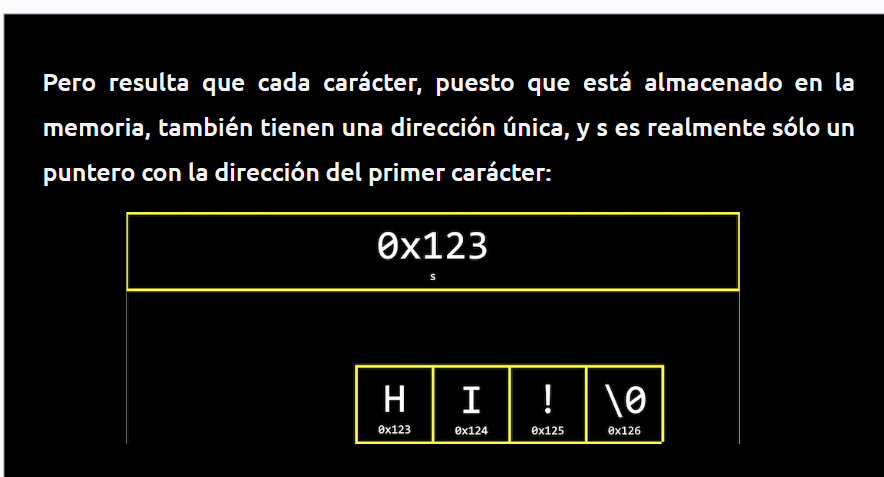 Pero resulta que cada carácter, puesto que está almacenado en la
memoria, también tienen una dirección única, y s es realmente sólo un
puntero con la dirección del primer carácter:
0x123
s
H I ! \0
0x123 0x124 0x125 0x126